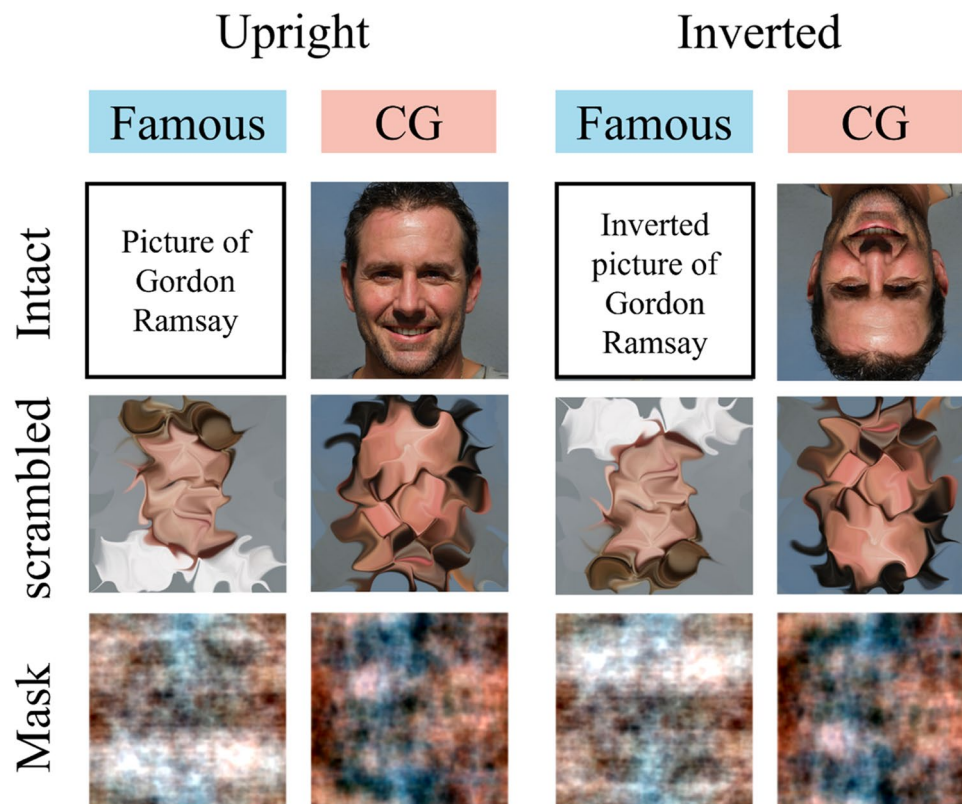 Upright Inverted
Famous CG Famous CG
Intact
Picture of
Gordon
Ramsay
Inverted
picture of
Gordon
Ramsay
scrambled
Mask